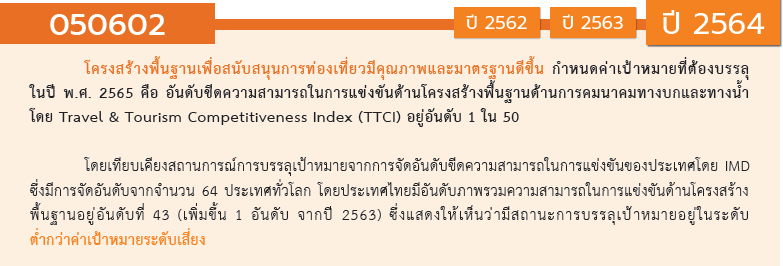 050602
ปี 2562
ปี 2563
ปี 2564
โครงสร้างพื้นฐานเพื่อสนับสนุนการท่องเที่ยวมีคุณภาพและมาตรฐานดีขึ้น กำหนดค่าเป้าหมายที่ต้องบรรลุ
ในปี พ.ศ. 2565 คือ อันดับขีดความสามารถในการแข่งขันด้านโครงสร้างพื้นฐานด้านการคมนาคมทางบกและทางน้ำ
โดย Travel & Tourism Competitiveness Index (TTCI) อยู่อันดับ 1 ใน 50
โดยเทียบเคียงสถานการณ์การบรรลุเป้าหมายจากการจัดอันดับขีดความสามารถในการแข่งขันของประเทศโดย IMD
ซึ่งมีการจัดอันดับจากจำนวน 64 ประเทศทั่วโลก โดยประเทศไทยมีอันดับภาพรวมความสามารถในการแข่งขันด้านโครงสร้าง
พื้นฐานอยู่อันดับที่ 43 (เพิ่มขึ้น 1 อันดับ จากปี 2563) ซึ่งแสดงให้เห็นว่ามีสถานะการบรรลุเป้าหมายอยู่ในระดับ
ต่ำกว่าค่าเป้าหมายระดับเสี่ยง